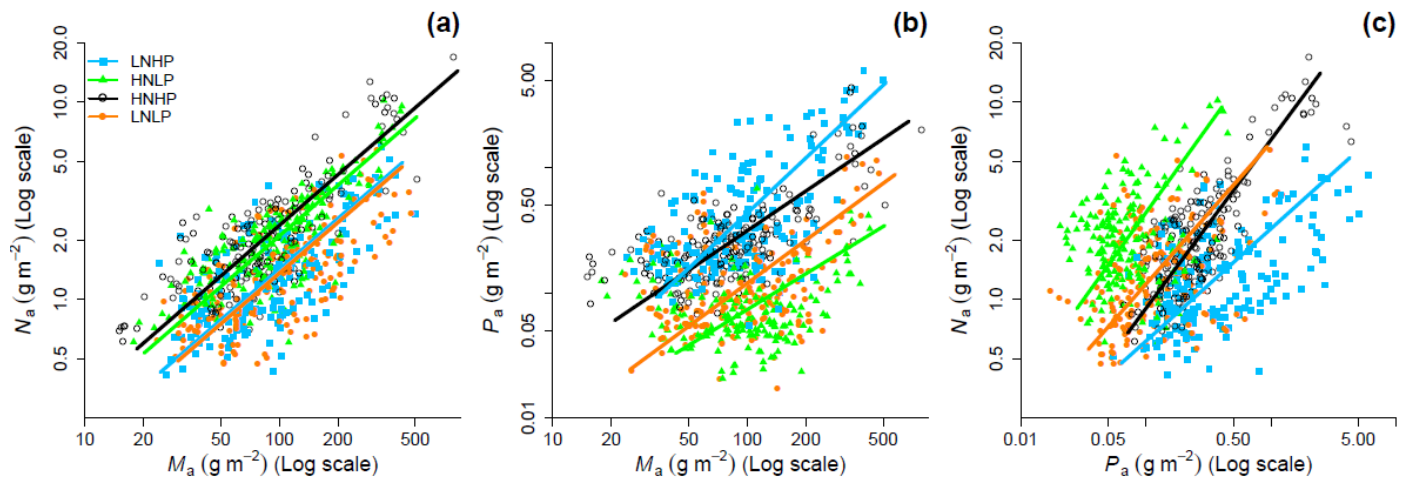 (a)
20.0
10.0
5.0
2.0
1.0
0.5
Na (g m−2) (Log scale)
LNHP
HNLP
HNHP
LNLP
10
20
50
100
200
500
Ma (g m−2) (Log scale)
(b)
5.00
0.50
0.05
0.01
Pa (g m−2) (Log scale)
10
50
100
200
500
Ma (g m−2) (Log scale)
(c)
20.0
10.0
5.0
2.0
1.0
0.5
Na (g m−2) (Log scale)
0.01
0.05
0.50
5.00
Pa (g m−2) (Log scale)